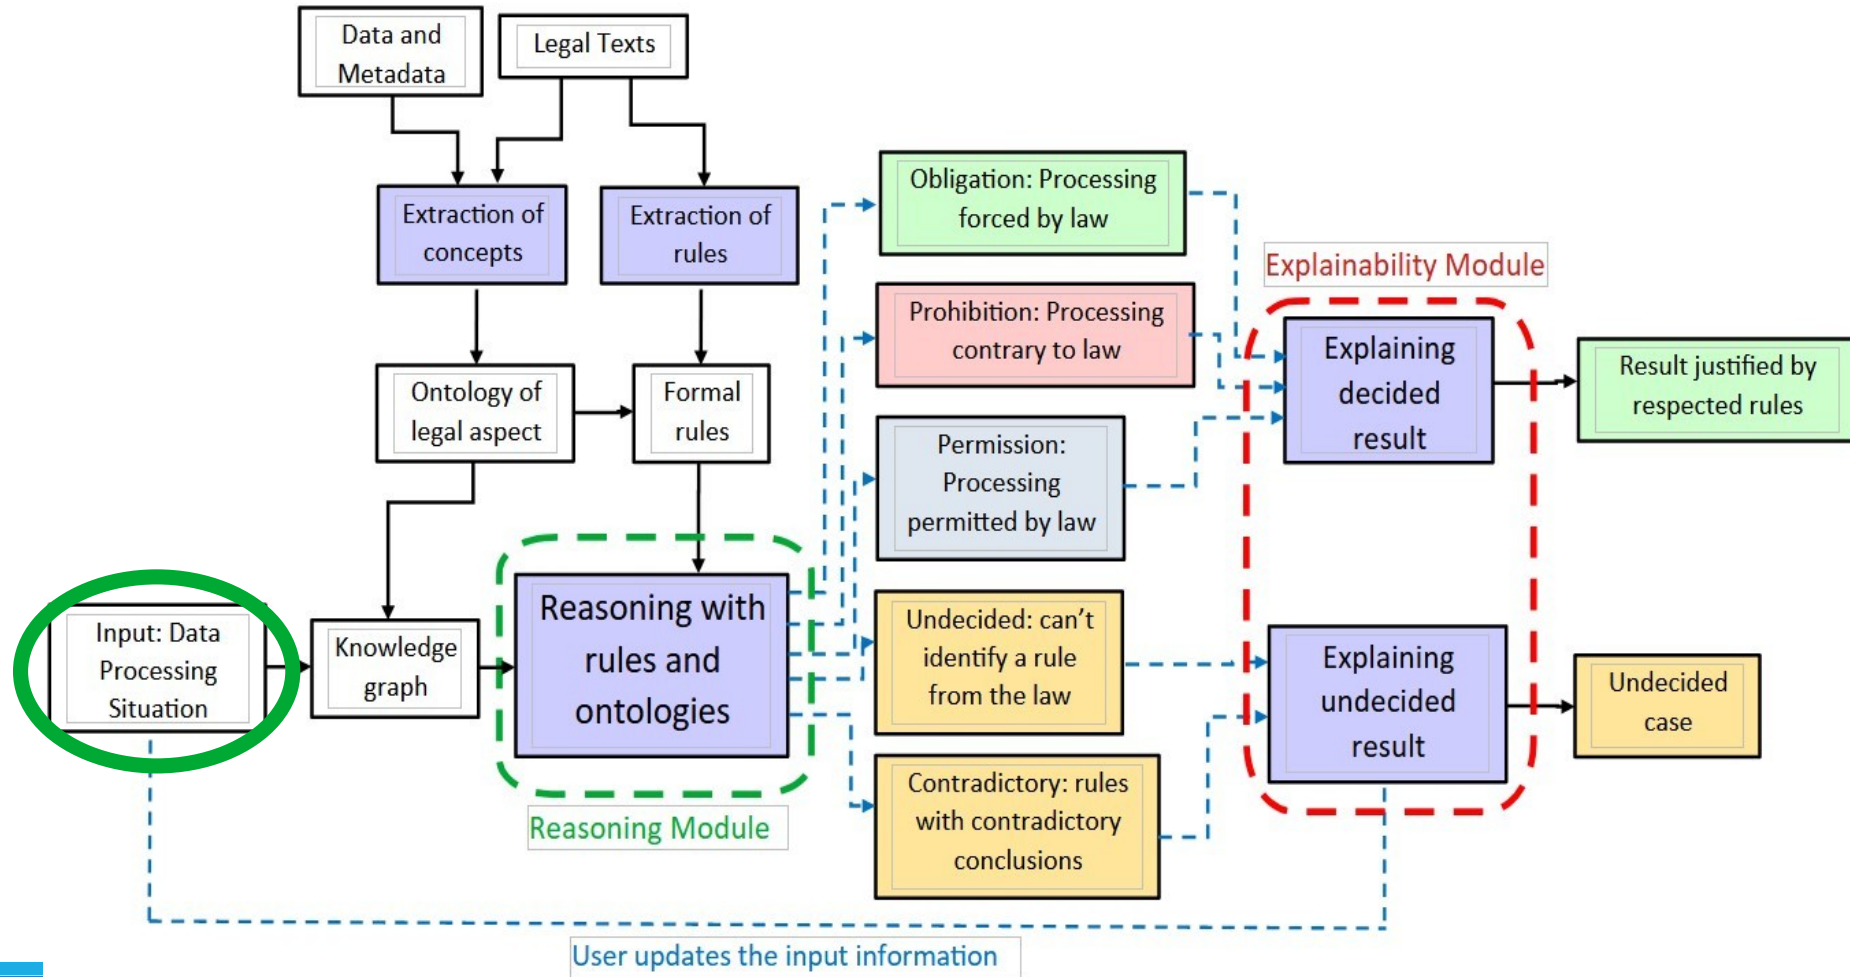 Data and
Metadata
Legal Texts
Extraction of
concepts
Extraction of
rules
Ontology of
legal aspect
Formal
rules
Input: Data
Processing
Situation
Knowledge
graph
Reasoning with
rules and
ontologies
Reasoning Module
Obligation: Processing
forced by law
Prohibition: Processing
contrary to law
Permission:
Processing
permitted by law
Undecided: can’t
identify a rule
from the law
Contradictory: rules
with contradictory
conclusions
Explainability Module
Explaining
decided
result
Explaining
undecided
result
Result justified by
respected rules
Undecided
case
User updates the input information